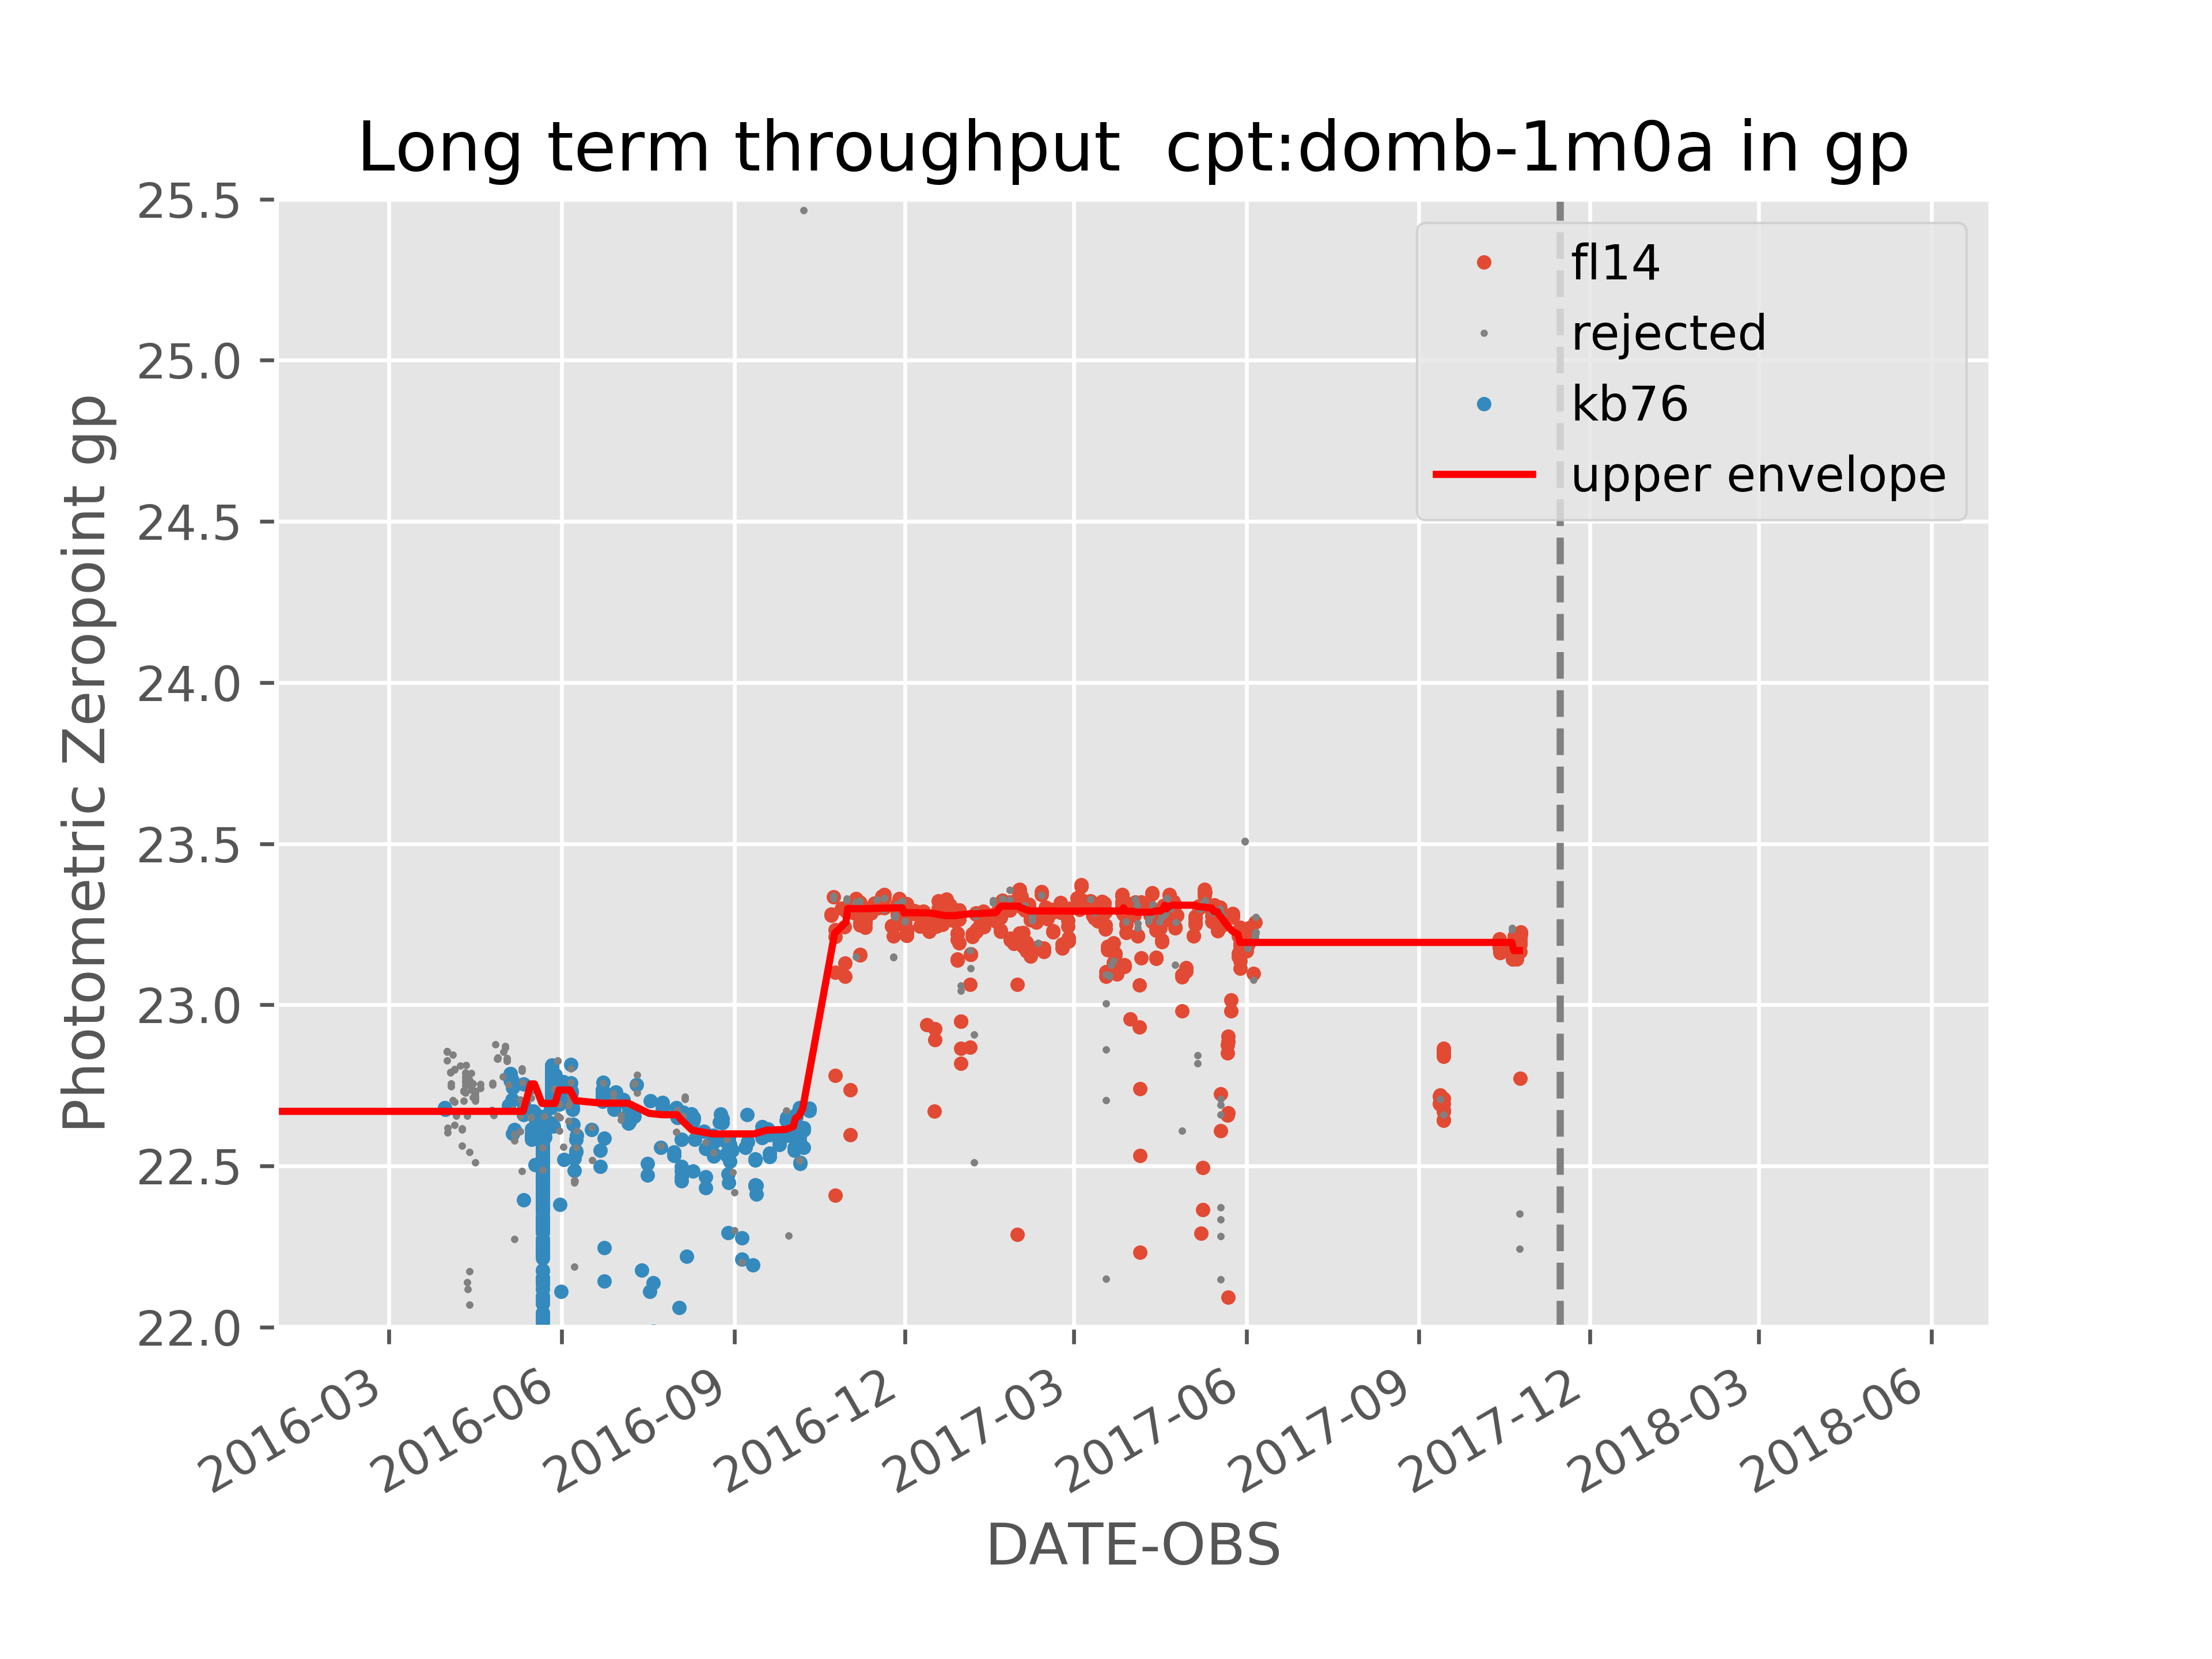 Long term throughput  cpt:domb-1m0a in gp
25.5
25.0
24.5
24.0
23.5
23.0
22.5
22.0
Photometric Zeropoint gp
fl14
rejected
kb76
upper envelope
2016-03
2016-06
2016-09
2016-12
2017-03
2017-06
2017-09
2017-12
2018-03
2018-06
DATE-OBS